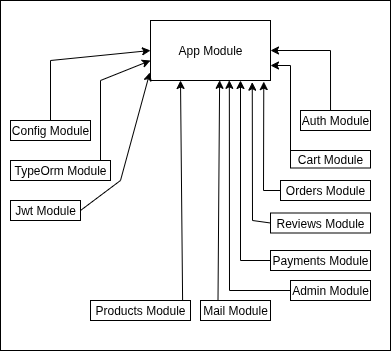 App Module
Config Module
Auth Module
TypeOrm Module
Cart Module
Jwt Module
Orders Module
Reviews Module
Payments Module
Admin Module
Products Module
Mail Module